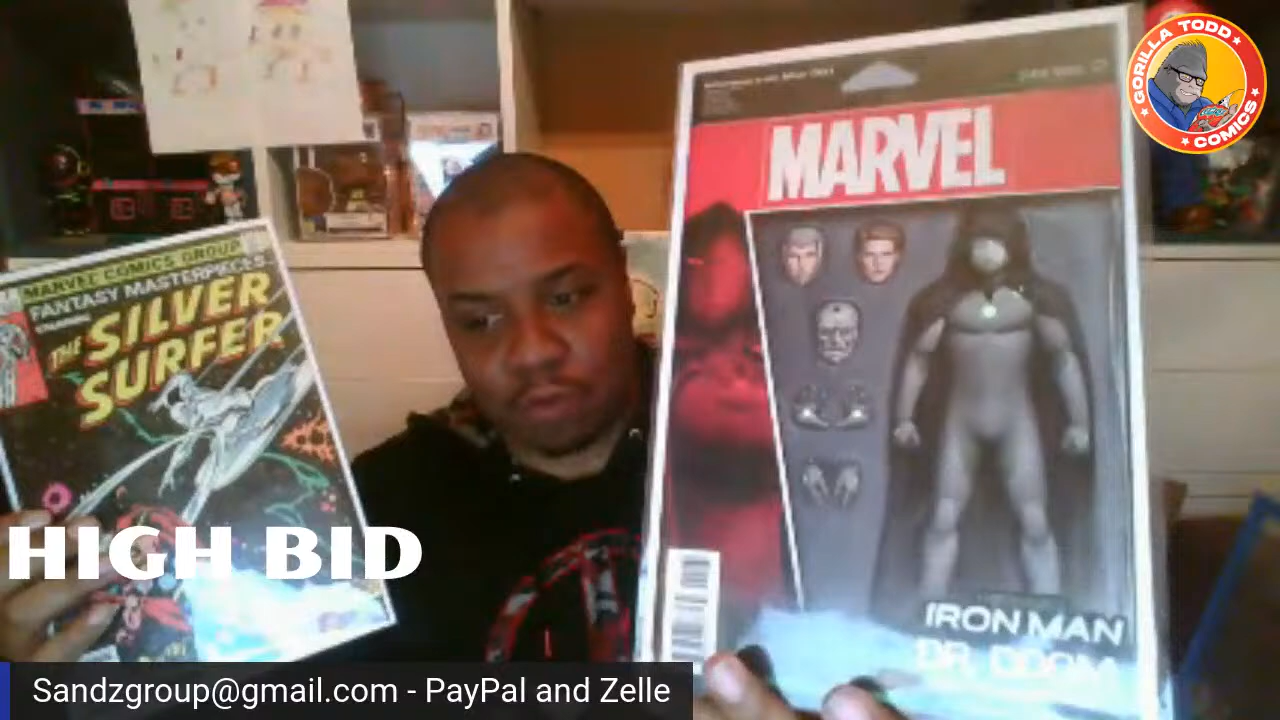 MARVEL COMICS GROUP
FANTASY MASTERPIECES
STARRING
THE SILVER
SURFER
HIGH BID
Sandzgroup@gmail.com - PayPal and Zelle
MARVEL
IRON MAN
DR. DOOM
GORILLA TODD
COMICS